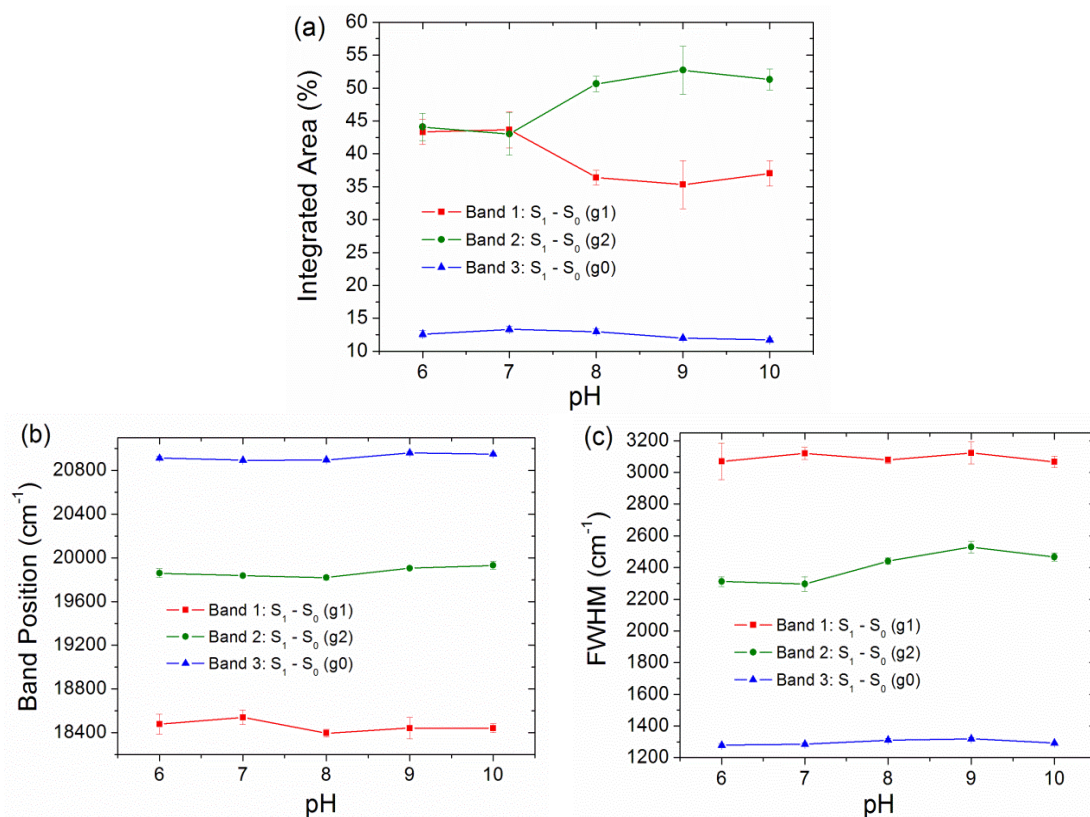 (a)
Integrated Area (%)
60
55
50
45
40
35
30
25
20
15
10
Band 1: S₁ - S₀ (g1)
Band 2: S₁ - S₀ (g2)
Band 3: S₁ - S₀ (g0)
6 7 8 9 10
pH
(b)
Band Position (cm⁻¹)
20800
20400
20000
19600
19200
18800
18400
Band 1: S₁ - S₀ (g1)
Band 2: S₁ - S₀ (g2)
Band 3: S₁ - S₀ (g0)
6 7 8 9 10
pH
(c)
FWHM (cm⁻¹)
3200
3000
2800
2600
2400
2200
2000
1800
1600
1400
1200
Band 1: S₁ - S₀ (g1)
Band 2: S₁ - S₀ (g2)
Band 3: S₁ - S₀ (g0)
6 7 8 9 10
pH